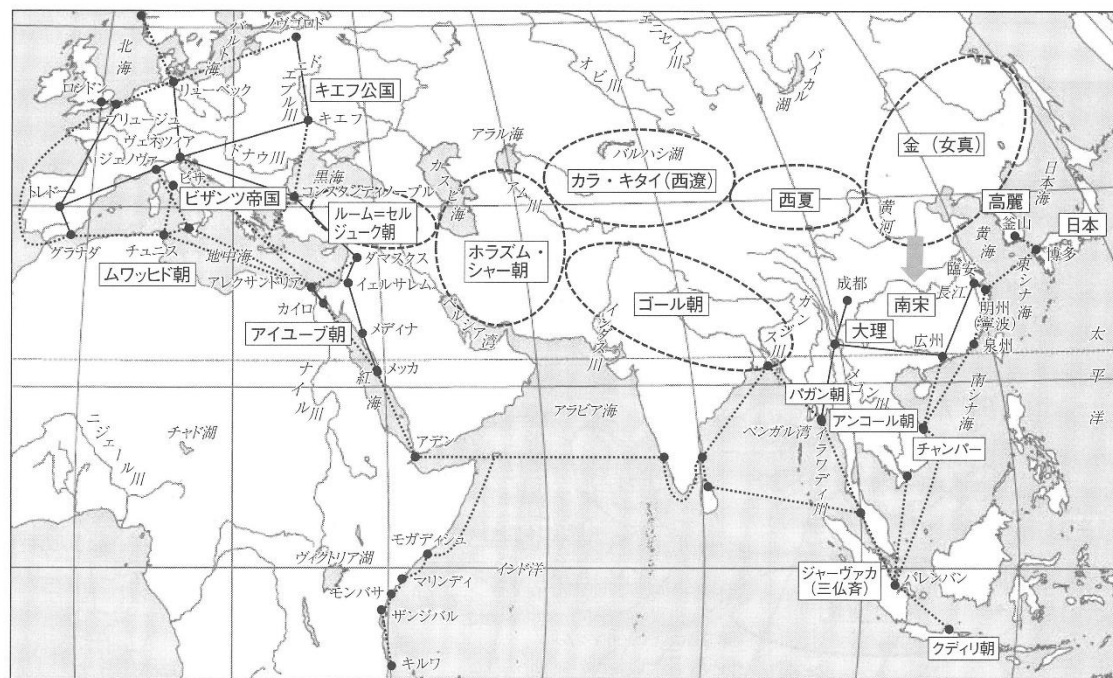 北海
バルト海
ノヴゴロド
ロンドン
リューベック
ブリュージュ
ドニエプル川
キエフ公国
キエフ
ヴェネツィア
ジェノヴァ
ピサ
ドナウ川
黒海
コンスタンティノープル
トレド
ビザンツ帝国
ルーム=セル
ジューク朝
グラナダ
チュニス
地中海
ムワッヒド朝
アレクサンドリア
ダマスクス
イェルサレム
カイロ
アイユーブ朝
メディナ
メッカ
ナイル川
紅海
アデン
ニジェール川
チャド湖
ヴィクトリア湖
モガディシュ
マリンディ
モンバサ
ザンジバル
キルワ
インド洋
アラビア海
オビ川
エニセイ川
バイカル湖
アラル海
アム川
カスピ海
バルハシ湖
カラ・キタイ(西遼)
西夏
金(女真)
ホラズム・
シャー朝
ペルシア湾
ゴール朝
インダス川
ガンジス川
黄河
高麗
釜山
日本海
日本
博多
黄海
東シナ海
臨安
長江
南宋
明州
(寧波)
泉州
広州
成都
大理
パガン朝
メコン川
アンコール朝
チャンパー
南シナ海
太平洋
ベンガル湾
イラワディ川
ジャーヴァカ
(三仏斉)
パレンバン
クディリ朝